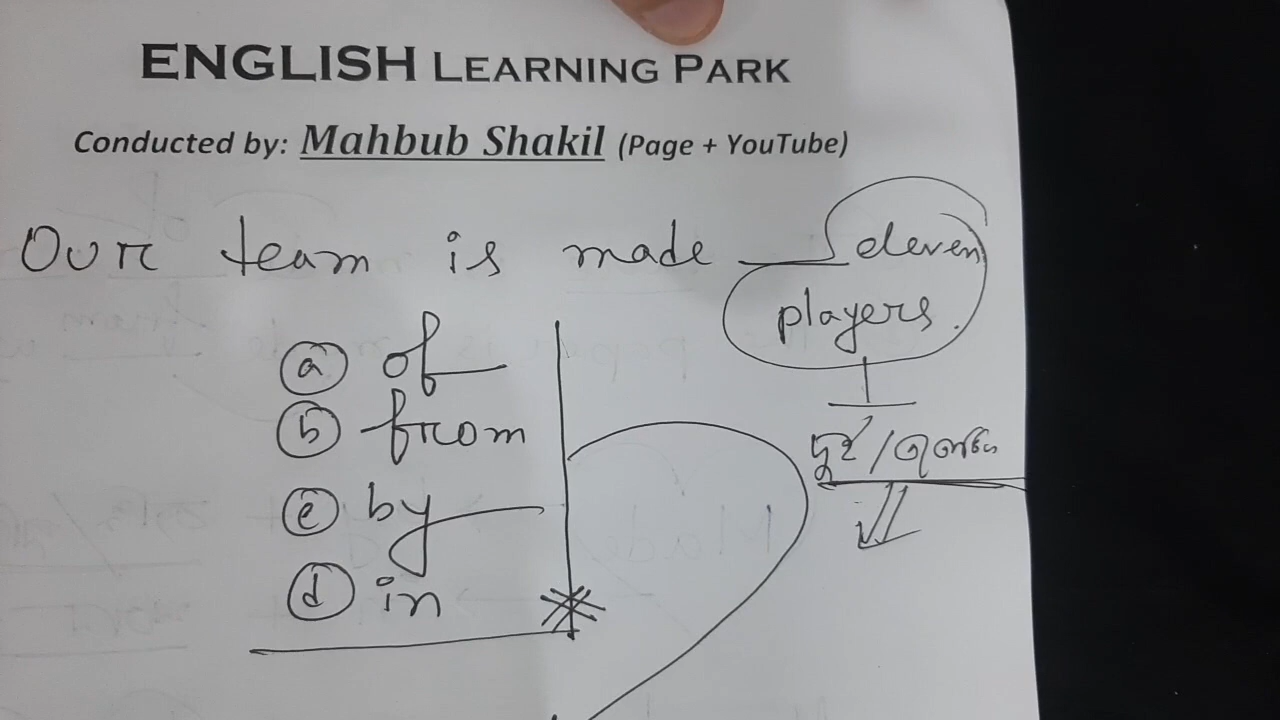 ENGLISH LEARNING PARK
Conducted by: Mahbub Shakil (Page + YouTube)
Our team is made ___ eleven
players.
ⓐ of
ⓑ from
ⓒ by
ⓓ in